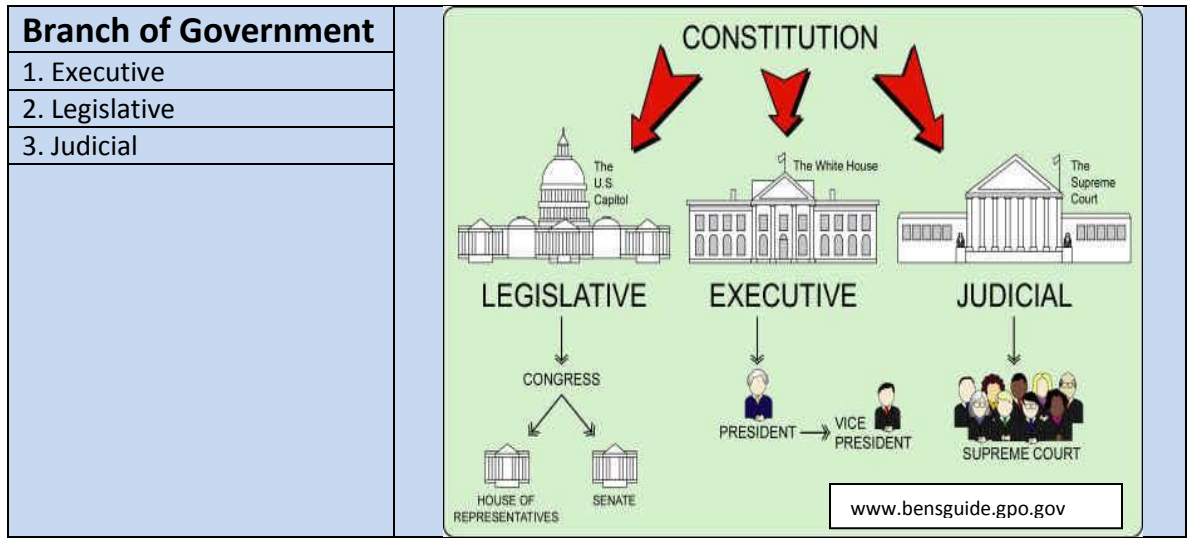 Branch of Government
1. Executive
2. Legislative
3. Judicial
CONSTITUTION
The
U.S.
Capitol
The White House
The
Supreme
Court
LEGISLATIVE
EXECUTIVE
JUDICIAL
CONGRESS
HOUSE OF
REPRESENTATIVES
SENATE
PRESIDENT
VICE
PRESIDENT
SUPREME COURT
www.bensguide.gpo.gov